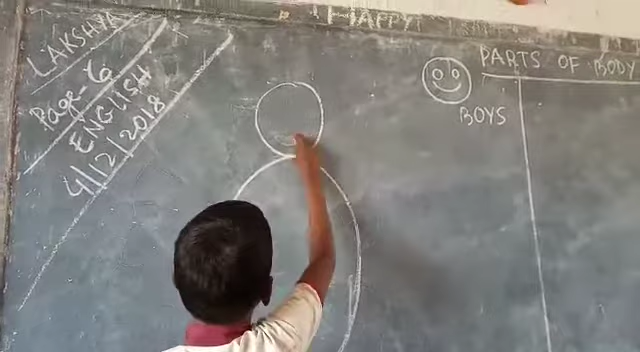 LAKSHYA
Page-6
ENGLISH
4/12/2018
HAPPY
PARTS OF BODY
BOYS